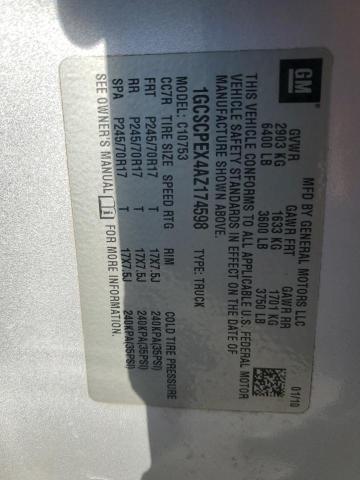 GM
MFD BY GENERAL MOTORS LLC
01/10
GVWR GAWR FRT GAWR RR
2903 KG 1633 KG 1701 KG
6400 LB 3600 LB 3750 LB
THIS VEHICLE CONFORMS TO ALL APPLICABLE U.S. FEDERAL MOTOR
VEHICLE SAFETY STANDARDS IN EFFECT ON THE DATE OF
MANUFACTURE SHOWN ABOVE.
1GCSCPEX4AZ174598 TYPE: TRUCK
C10753
CC7R TIRE SIZE SPEED RTG RIM COLD TIRE PRESSURE
FRT P245/70R17 T 17X7.5J 240KPA(35PSI)
RR P245/70R17 T 17X7.5J 240KPA(35PSI)
SPA P245/70R17 T 17X7.5J 240KPA(35PSI)
SEE OWNER'S MANUAL FOR MORE INFORMATION.